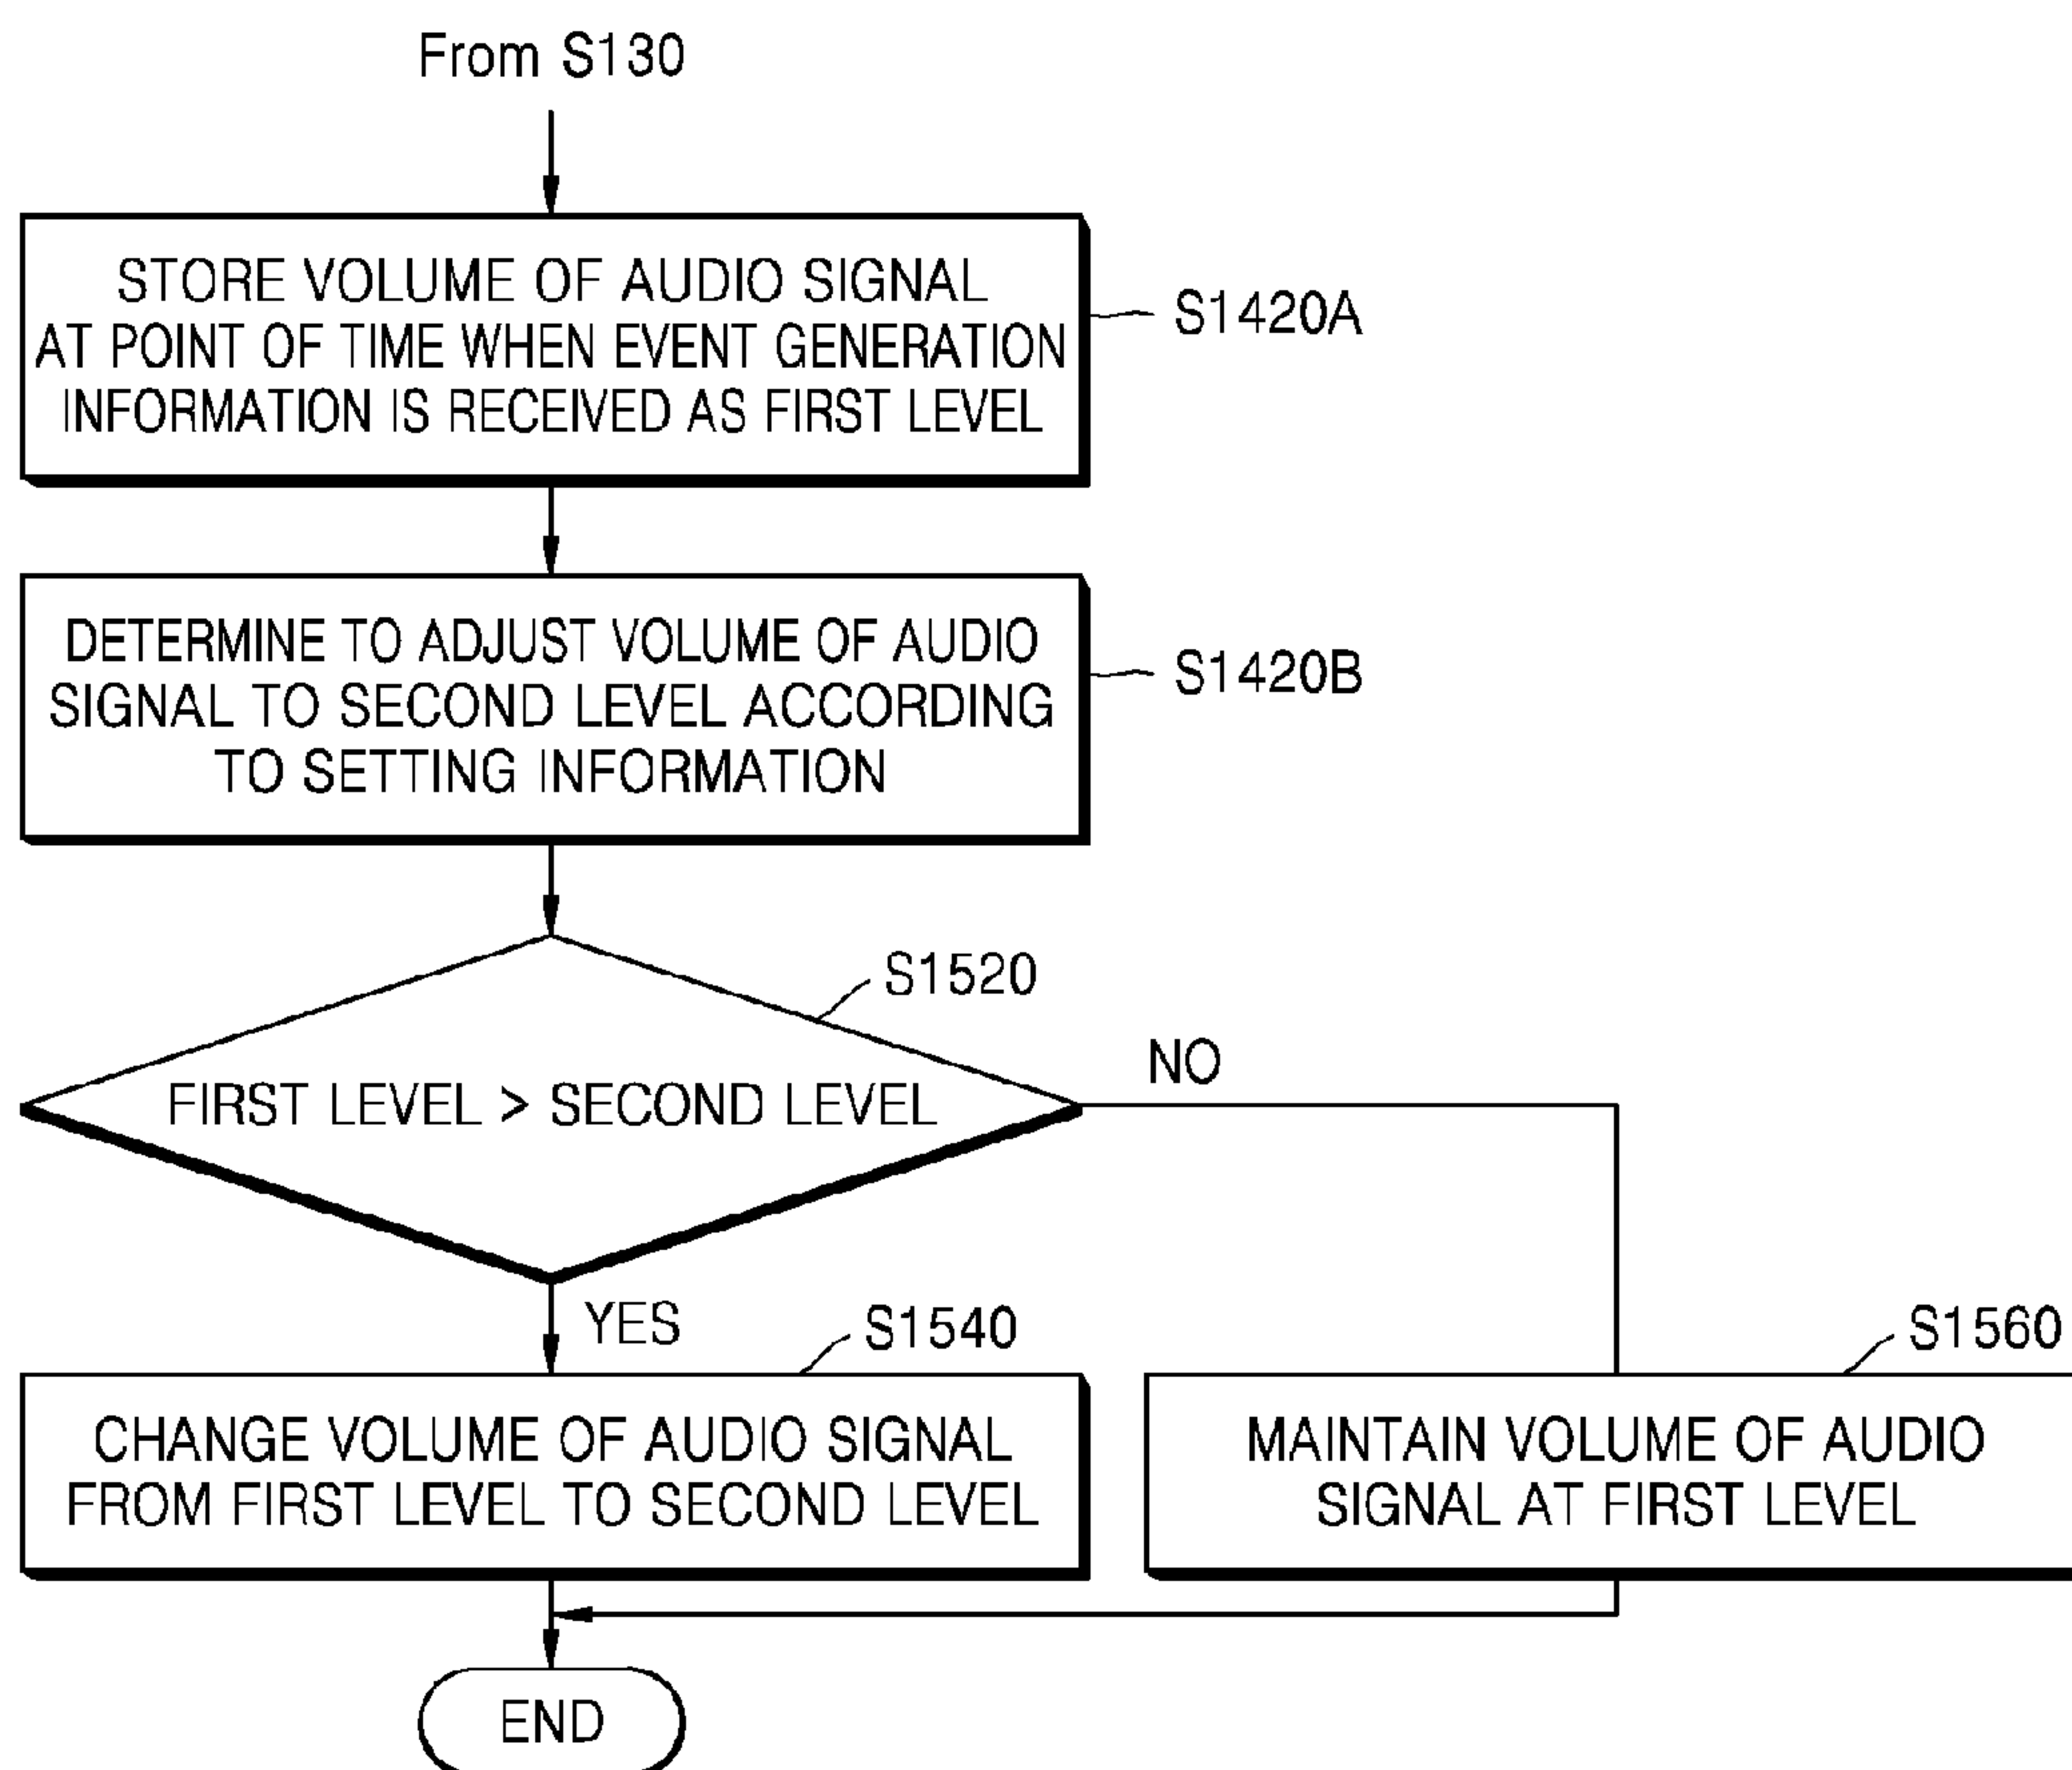 From S130
STORE VOLUME OF AUDIO SIGNAL
AT POINT OF TIME WHEN EVENT GENERATION
INFORMATION IS RECEIVED AS FIRST LEVEL
S1420A
DETERMINE TO ADJUST VOLUME OF AUDIO
SIGNAL TO SECOND LEVEL ACCORDING
TO SETTING INFORMATION
S1420B
S1520
FIRST LEVEL > SECOND LEVEL
NO
YES
S1540
CHANGE VOLUME OF AUDIO SIGNAL
FROM FIRST LEVEL TO SECOND LEVEL
S1560
MAINTAIN VOLUME OF AUDIO
SIGNAL AT FIRST LEVEL
END